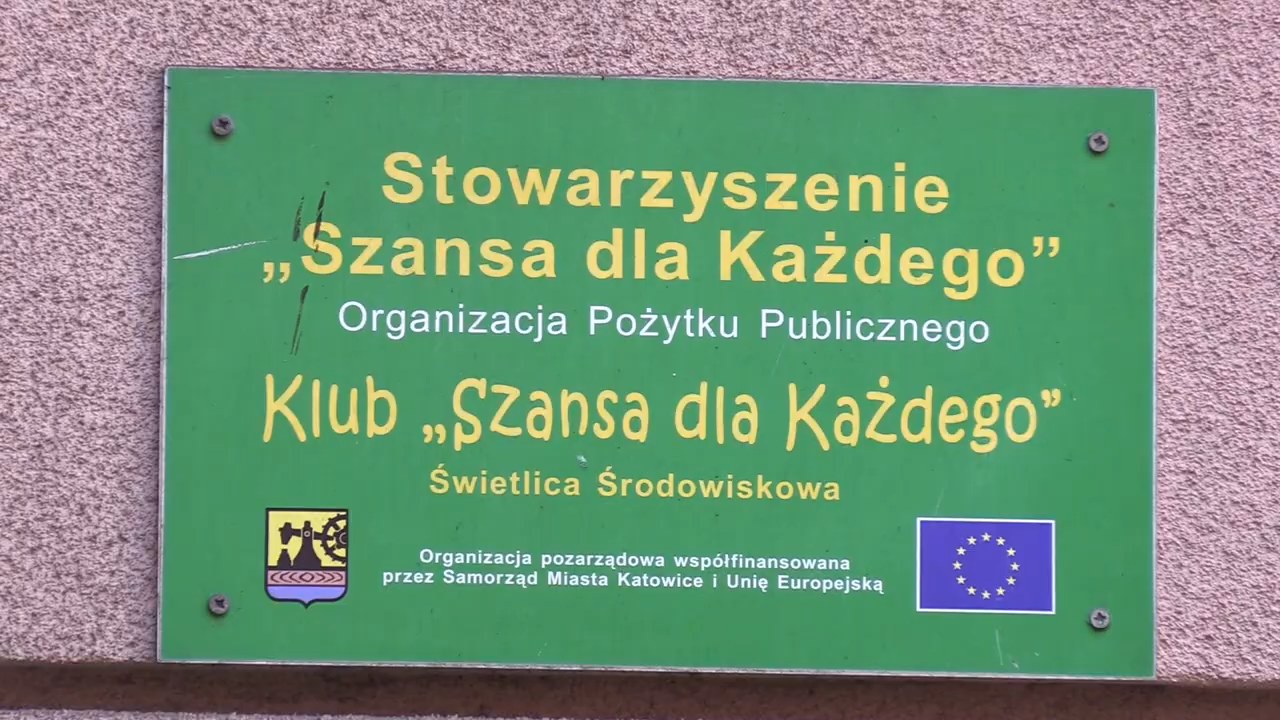 Stowarzyszenie
„Szansa dla Każdego”
Organizacja Pożytku Publicznego
Klub „Szansa dla Każdego”
Świetlica Środowiskowa
Organizacja pozarządowa współfinansowana
przez Samorząd Miasta Katowice i Unię Europejską